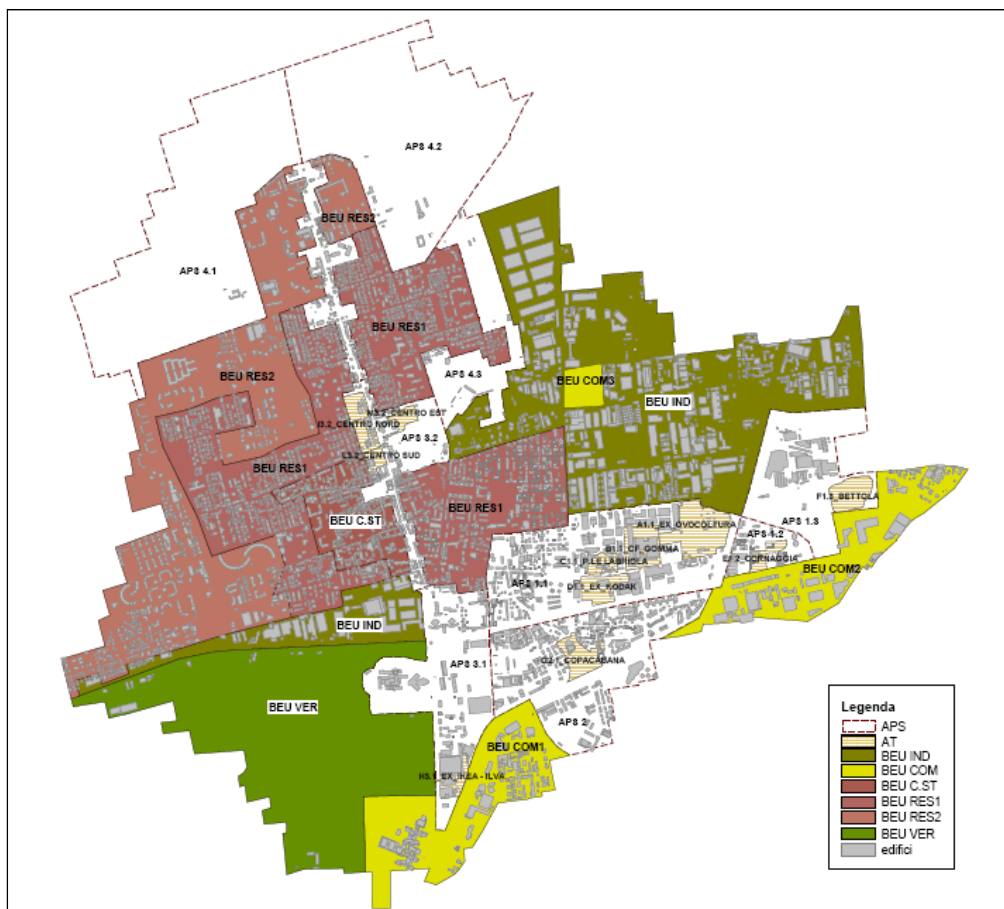 APS 4.2
BEU RES2
APS 4.1
BEU RES1
BEU RES2
APS 4.3
BEU COM3
BEU IND
M3.2_CENTRO EST
I3.2_CENTRO NORD
APS 3.2
L3.2_CENTRO SUD
BEU RES1
BEU RES1
BEU C.ST
F1.3_BETTOLA
A1.1_EX_OVOCOLTURA
APS 1.3
APS 1.2
B1.1_CF_GOMMA
C1.1_P.LE LABRIOLA
E1.2_CORNAGGIA
BEU COM2
APS 1.1
D1.1_EX_KODAK
BEU IND
APS 3.1
G2.1_COPACABANA
BEU VER
APS 2
BEU COM1
H3.1_EX_IKEA - ILVA
Legenda
APS
AT
BEU IND
BEU COM
BEU C.ST
BEU RES1
BEU RES2
BEU VER
edifici